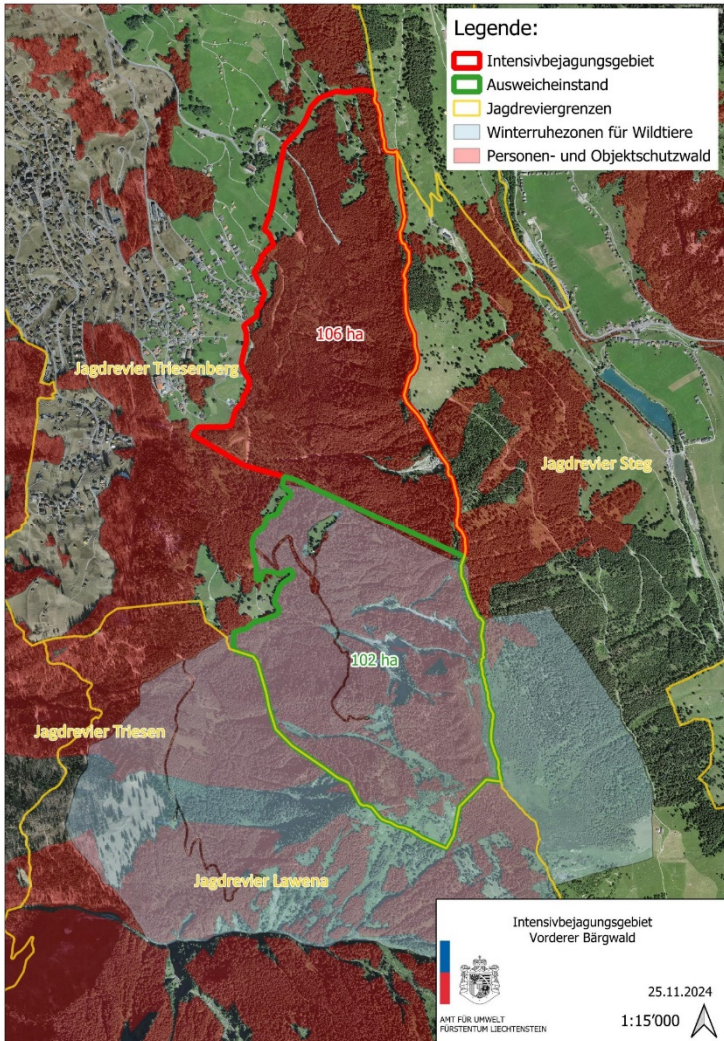 Legende:
Intensivbejagungsgebiet
Ausweicheinstand
Jagdreviergrenzen
Winterruhezonen für Wildtiere
Personen- und Objektschutzwald
106 ha
Jagdrevier Triesenberg
Jagdrevier Steg
102 ha
Jagdrevier Triesen
Jagdrevier Lawena
Intensivbejagungsgebiet
Vorderer Bärgwald
25.11.2024
AMT FÜR UMWELT
FÜRSTENTUM LIECHTENSTEIN
1:15'000